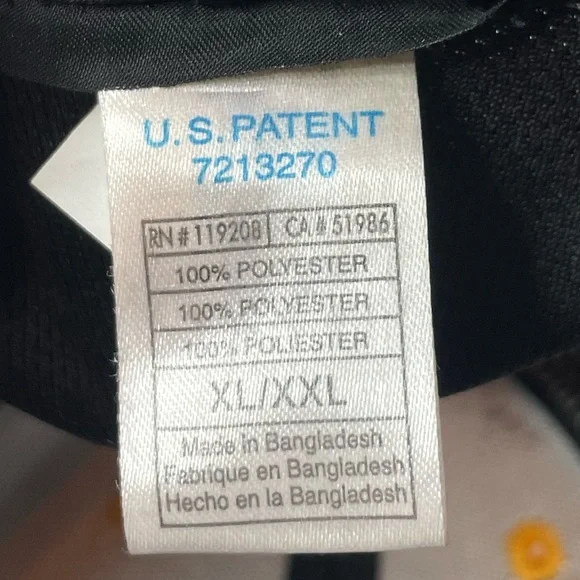 U.S. PATENT
7213270
RN # 119208 CA # 51986
100% POLYESTER
100% POLYESTER
100% POLIESTER
XL/XXL
Made in Bangladesh
Fabrique en Bangladesh
Hecho en la Bangladesh